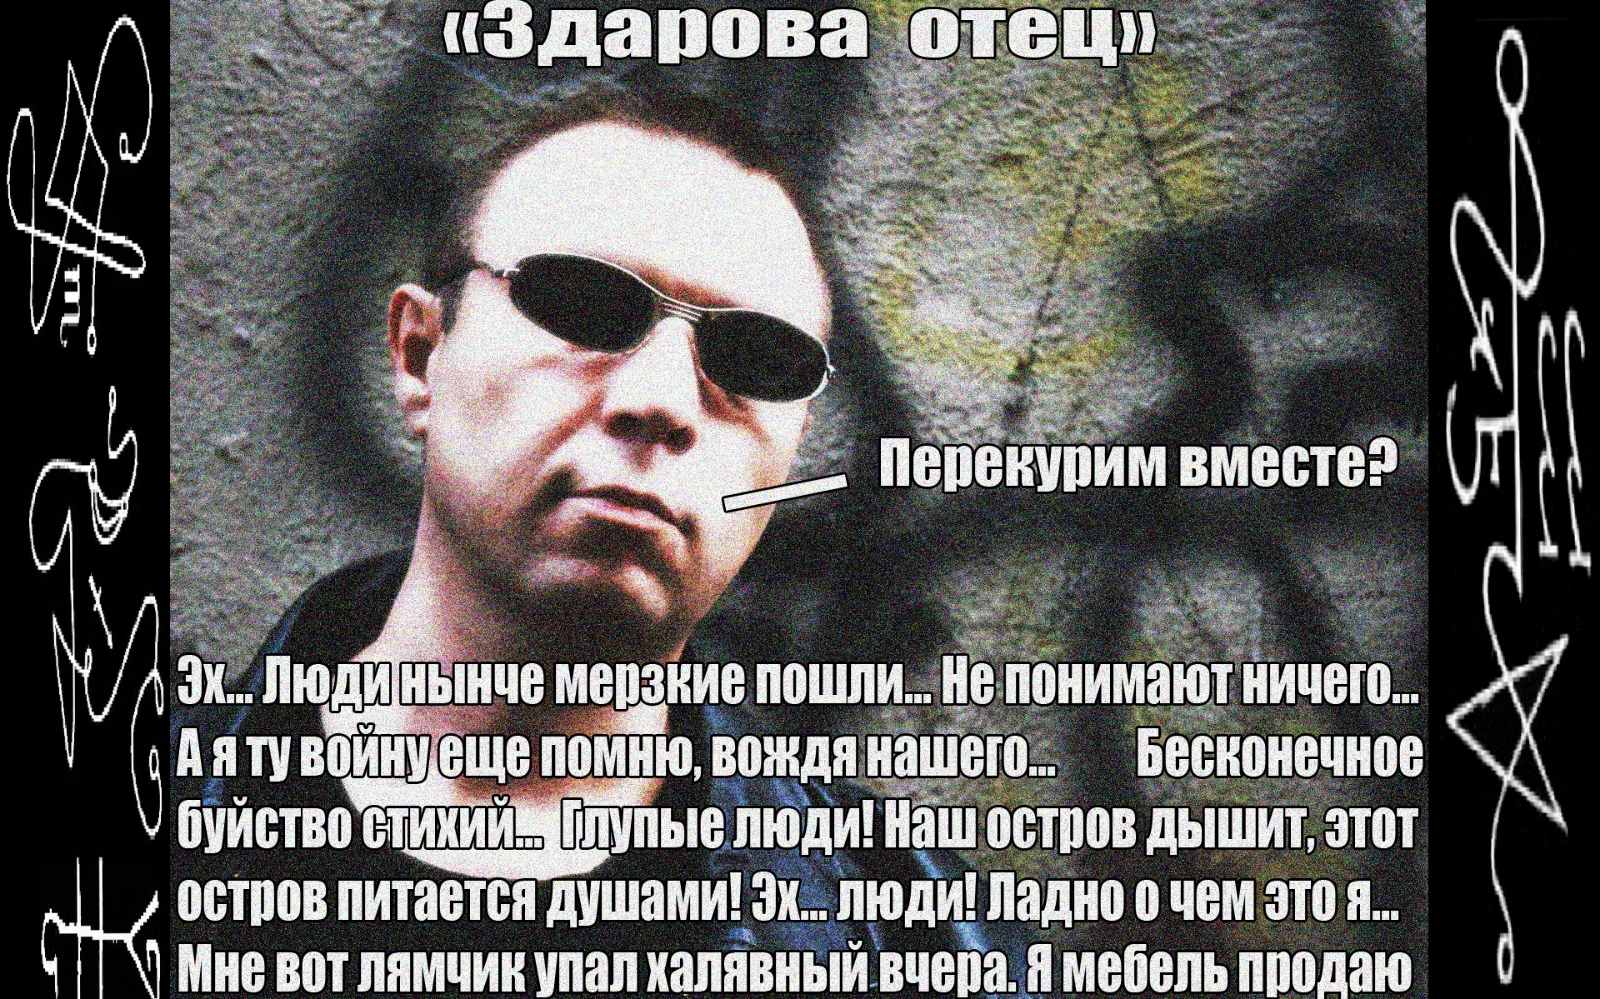 «Здарова отец»
Перекурим вместе?
Эх... Люди нынче мерзкие пошли... Не понимают ничего...
А я ту войну еще помню, вождя нашего... Бесконечное
буйство стихий... Глупые люди! Наш остров дышит, этот
остров питается душами! Эх... люди! Ладно о чем это я...
Мне вот лямчик упал халявный вчера. Я мебель продаю